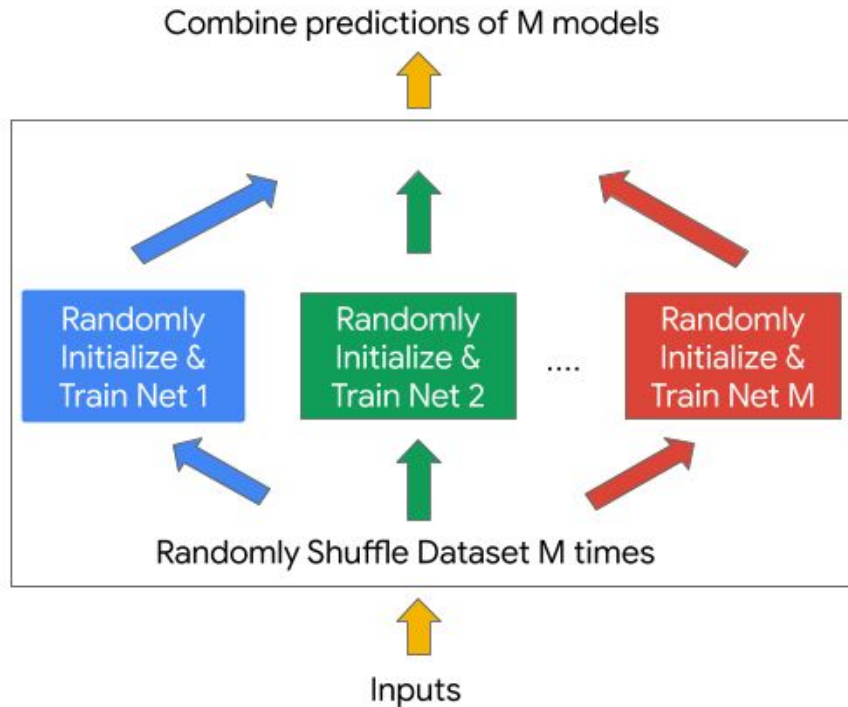 Combine predictions of M models
Randomly
Initialize &
Train Net 1
Randomly
Initialize &
Train Net 2
....
Randomly
Initialize &
Train Net M
Randomly Shuffle Dataset M times
Inputs